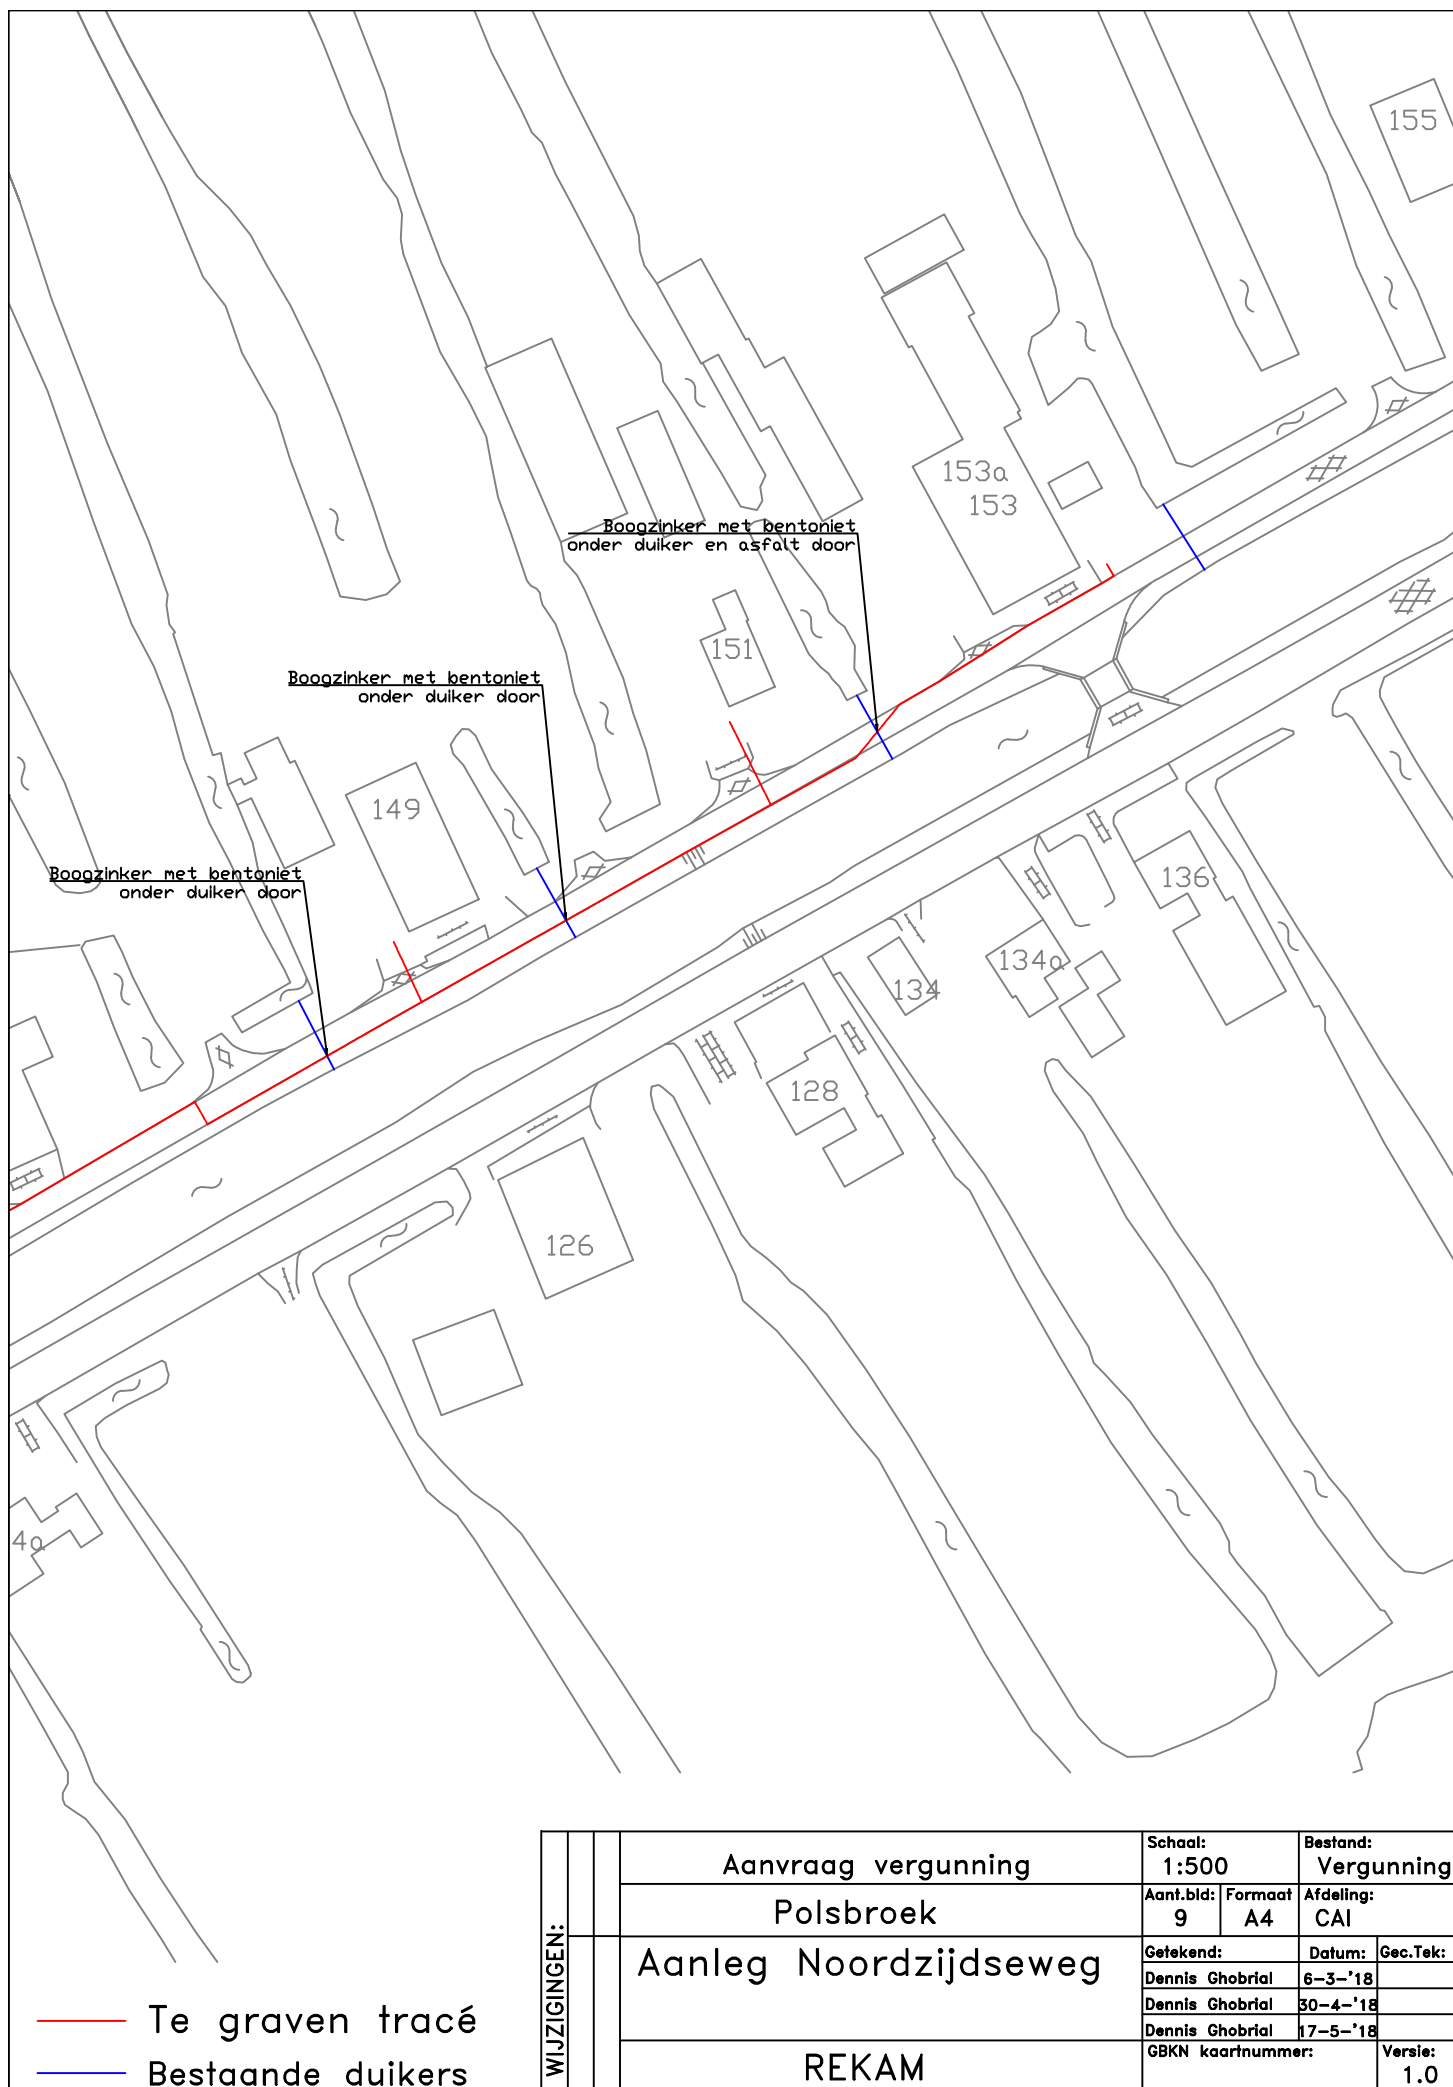 155
153a
153
Boogzinker met bentoniet
onder duiker en asfalt door
151
Boogzinker met bentoniet
onder duiker door
149
136
Boogzinker met bentoniet
onder duiker door
134a
134
128
126
4a
Aanvraag vergunning
Polsbroek
Aanleg Noordzijdseweg
REKAM
WIJZIGINGEN:
Schaal:
1:500
Bestand:
Vergunning
Aant.bld:
9
Formaat
A4
Afdeling:
CAI
Getekend:
Datum:
Gec.Tek:
Dennis Ghobrial 6-3-'18
Dennis Ghobrial 30-4-'18
Dennis Ghobrial 17-5-'18
GBKN kaartnummer:
Versie:
1.0
Te graven tracé
Bestaande duikers